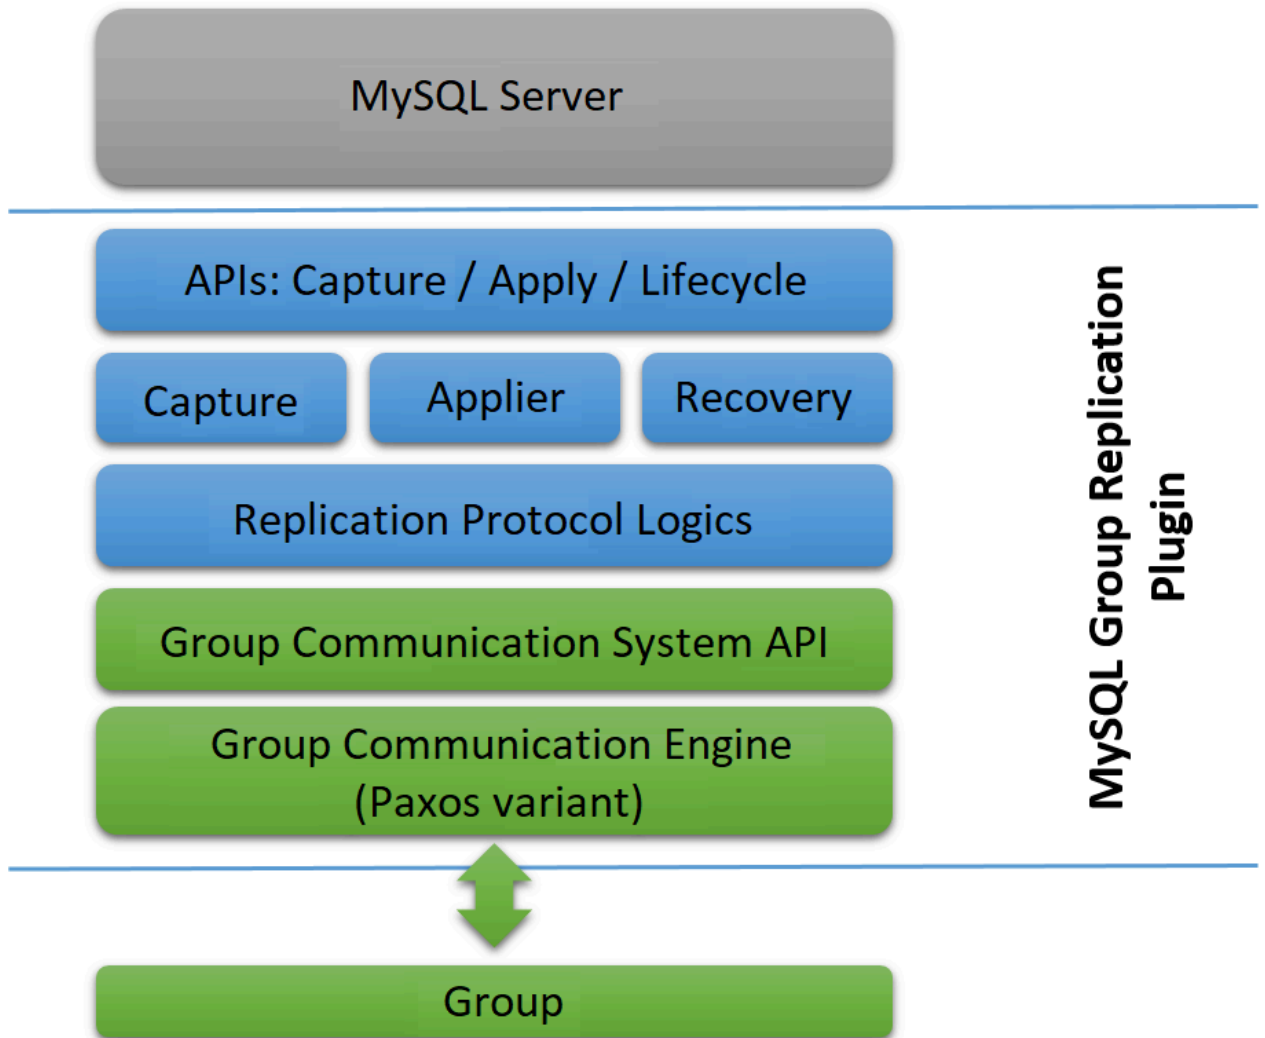 MySQL Server
APIs: Capture / Apply / Lifecycle
Capture
Applier
Recovery
Replication Protocol Logics
Group Communication System API
Group Communication Engine
(Paxos variant)
Group
MySQL Group Replication
Plugin